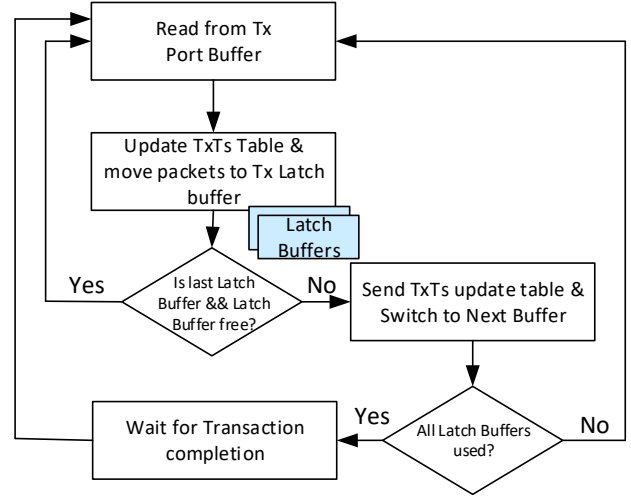 Read from Tx
Port Buffer
Update TxTs Table &
move packets to Tx Latch
buffer
Latch
Buffers
Yes
Is last Latch
Buffer && Latch
Buffer free?
No
Send TxTs update table &
Switch to Next Buffer
Wait for Transaction
completion
Yes
All Latch Buffers
used?
No